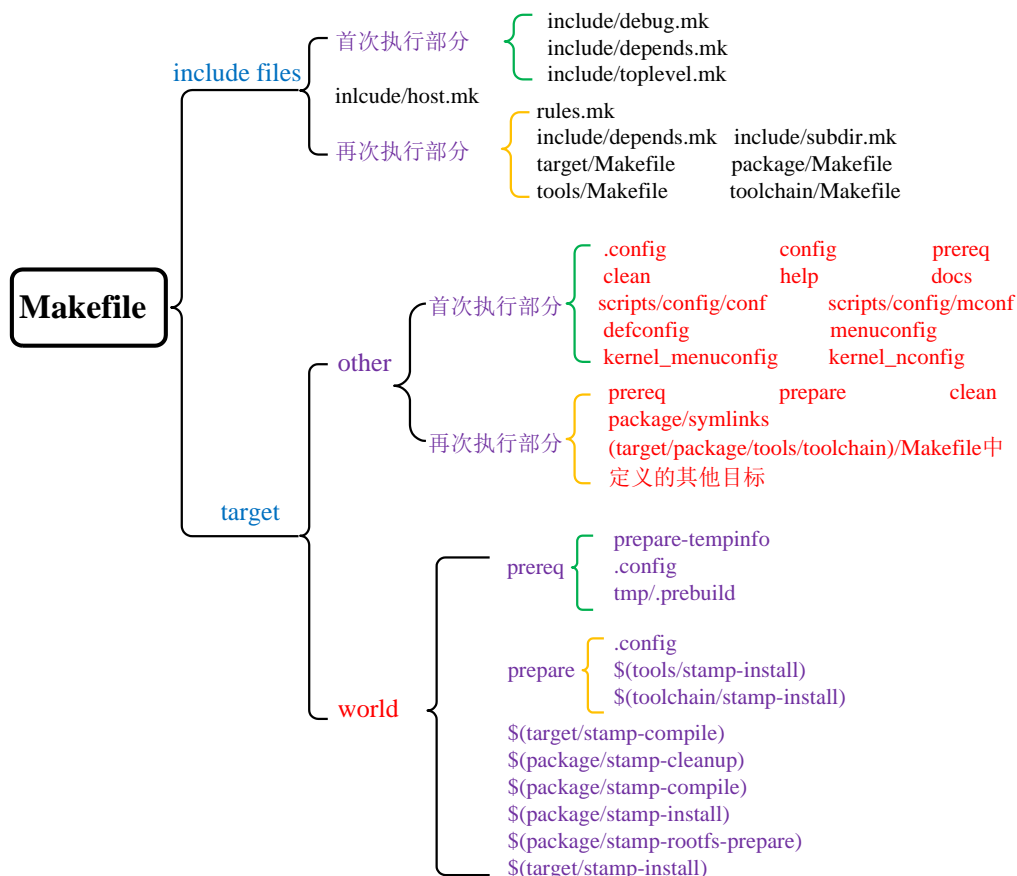 include/debug.mk
首次执行部分
include/depends.mk
include files
include/toplevel.mk
inlcude/host.mk
rules.mk
include/depends.mk include/subdir.mk
再次执行部分
target/Makefile package/Makefile
tools/Makefile toolchain/Makefile
Makefile
.config config prereq
clean help docs
首次执行部分
scripts/config/conf scripts/config/mconf
defconfig menuconfig
kernel_menuconfig kernel_nconfig
other
prereq prepare clean
package/symlinks
再次执行部分
(target/package/tools/toolchain)/Makefile中
定义的其他目标
target
prepare-tempinfo
prereq
.config
tmp/.prebuild
.config
prepare
$(tools/stamp-install)
$(toolchain/stamp-install)
world
$(target/stamp-compile)
$(package/stamp-cleanup)
$(package/stamp-compile)
$(package/stamp-install)
$(package/stamp-rootfs-prepare)
$(target/stamp-install)